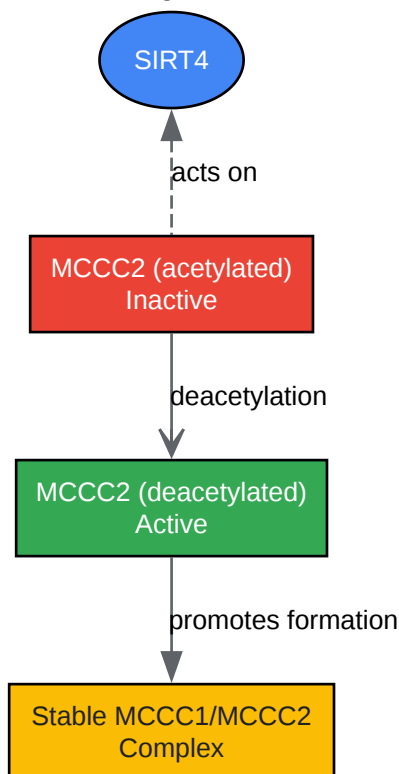 SIRT4
acts on
MCCC2 (acetylated)
Inactive
deacetylation
MCCC2 (deacetylated)
Active
promotes formation
Stable MCCC1/MCCC2
Complex